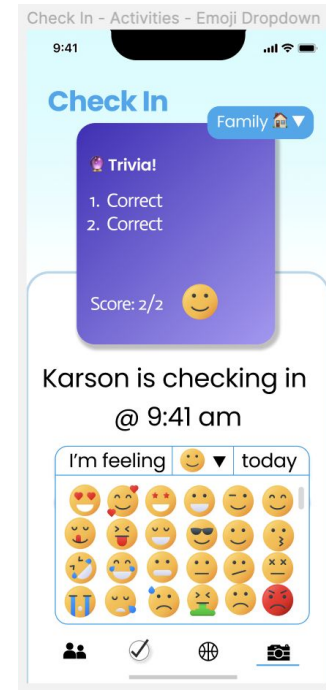 Check In - Activities - Emoji Dropdown
9:41
Check In
Family 🏠 ▼
🔮 Trivia!
1. Correct
2. Correct
Score: 2/2 🙂
Karson is checking in
@ 9:41 am
I'm feeling 🙂 ▼ today